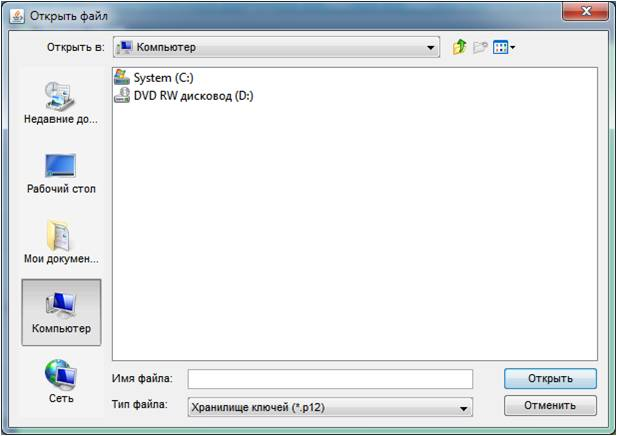 Открыть файл
Открыть в: Компьютер
System (C:)
DVD RW дисковод (D:)
Недавние до...
Рабочий стол
Мои докумен...
Компьютер
Сеть
Имя файла:
Открыть
Тип файла: Хранилище ключей (*.p12)
Отменить